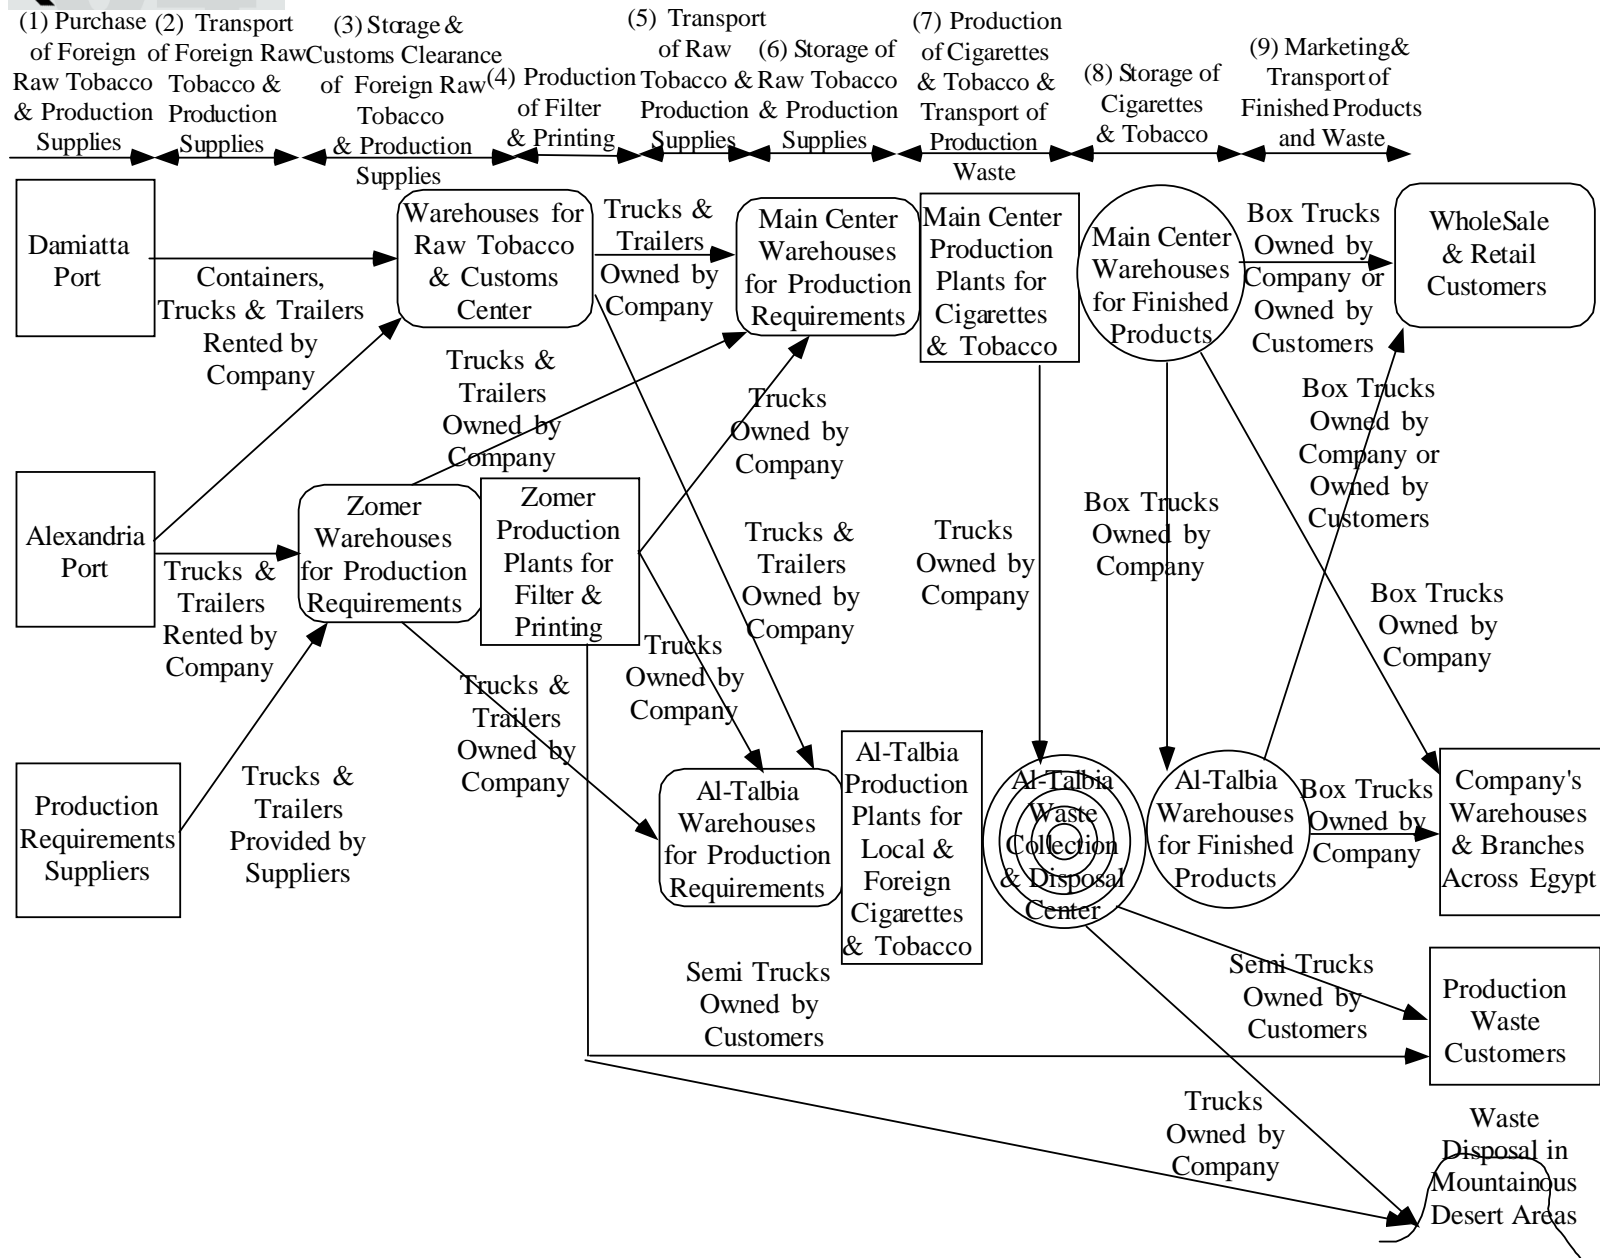 (1) Purchase
of Foreign
Raw Tobacco
& Production
Supplies
(2) Transport
of Foreign Raw
Tobacco &
Production
Supplies
(3) Storage &
Customs Clearance
of Foreign Raw
Tobacco
& Production
Supplies
(4) Production
of Filter
& Printing
(5) Transport
of Raw
Tobacco &
Production
Supplies
(6) Storage of
Raw Tobacco
& Production
Supplies
(7) Production
of Cigarettes
& Tobacco &
Transport of
Production
Waste
(8) Storage of
Cigarettes
& Tobacco
(9) Marketing &
Transport of
Finished Products
and Waste
Damiatta
Port
Containers,
Trucks & Trailers
Rented by
Company
Warehouses for
Raw Tobacco
& Customs
Center
Trucks &
Trailers
Owned by
Company
Main Center
Warehouses
for Production
Requirements
Main Center
Production
Plants for
Cigarettes
& Tobacco
Main Center
Warehouses
for Finished
Products
Box Trucks
Owned by
Company or
Owned by
Customers
WholeSale
& Retail
Customers
Trucks &
Trailers
Owned by
Company
Trucks
Owned by
Company
Box Trucks
Owned by
Company or
Owned by
Customers
Alexandria
Port
Trucks &
Trailers
Rented by
Company
Zomer
Warehouses
for Production
Requirements
Zomer
Production
Plants for
Filter &
Printing
Trucks &
Trailers
Owned by
Company
Trucks
Owned by
Company
Box Trucks
Owned by
Company
Box Trucks
Owned by
Company
Trucks &
Trailers
Owned by
Company
Trucks
Owned by
Company
Production
Requirements
Suppliers
Trucks &
Trailers
Provided by
Suppliers
Al-Talbia
Warehouses
for Production
Requirements
Al-Talbia
Production
Plants for
Local &
Foreign
Cigarettes
& Tobacco
Al-Talbia
Waste
Collection
& Disposal
Center
Al-Talbia
Warehouses
for Finished
Products
Box Trucks
Owned by
Company
Company's
Warehouses
& Branches
Across Egypt
Semi Trucks
Owned by
Customers
Semi Trucks
Owned by
Customers
Production
Waste
Customers
Trucks
Owned by
Company
Waste
Disposal in
Mountainous
Desert Areas